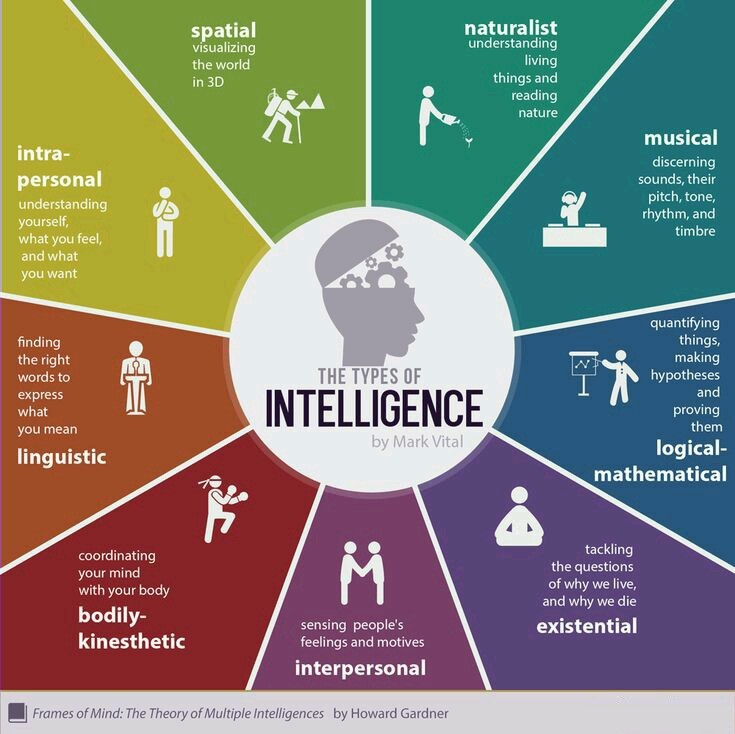 spatial
visualizing
the world
in 3D
naturalist
understanding
living
things and
reading
nature
musical
discerning
sounds, their
pitch, tone,
rhythm, and
timbre
quantifying
things,
making
hypotheses
and
proving
them
logical-
mathematical
tackling
the questions
of why we live,
and why we die
existential
sensing people's
feelings and motives
interpersonal
coordinating
your mind
with your body
bodily-
kinesthetic
finding
the right
words to
express
what
you mean
linguistic
intra-
personal
understanding
yourself,
what you feel,
and what
you want
THE TYPES OF
INTELLIGENCE
by Mark Vital
Frames of Mind: The Theory of Multiple Intelligences by Howard Gardner